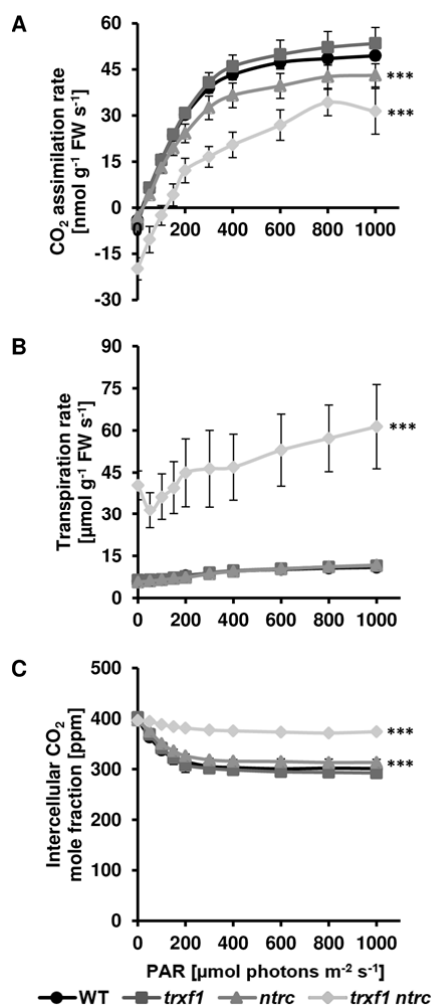 A
CO2 assimilation rate
[nmol g-1 FW s-1]
60
45
30
15
0
-15
-30
0 200 400 600 800 1000
***
***
B
Transpiration rate
[µmol g-1 FW s-1]
90
75
60
45
30
15
0
0 200 400 600 800 1000
***
C
Intercellular CO2
mole fraction [ppm]
500
400
300
200
100
0
0 200 400 600 800 1000
***
***
PAR [µmol photons m-2 s-1]
WT trxf1 ntrc trxf1 ntrc